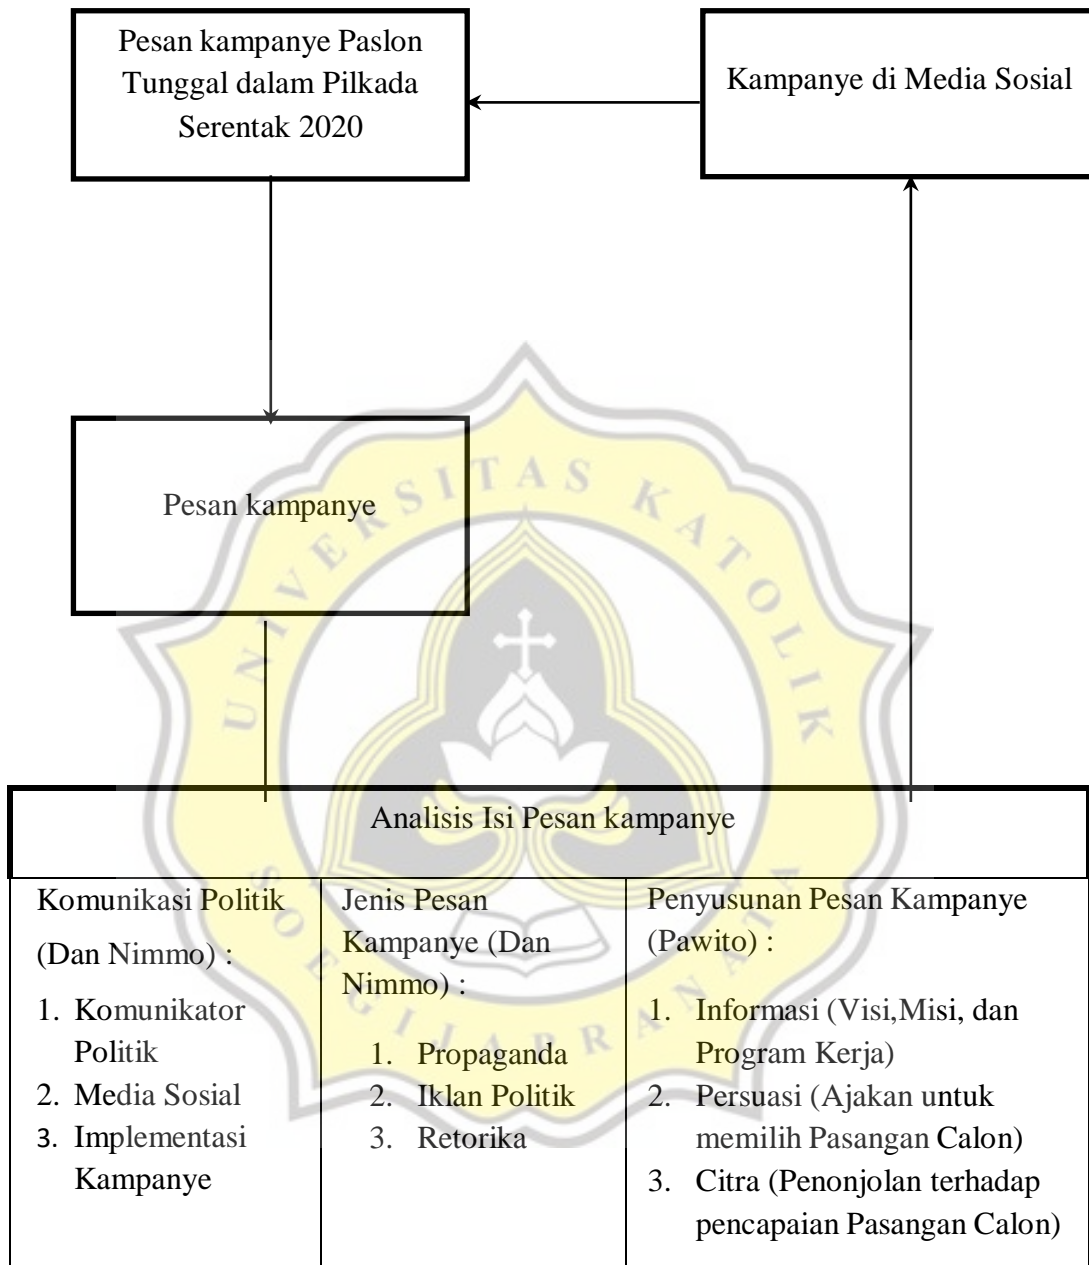 Pesan kampanye Paslon
Tunggal dalam Pilkada
Serentak 2020
Kampanye di Media Sosial
Pesan kampanye
UNIVERSITAS KATOLIK
SOEGIJAPRANATA
Analisis Isi Pesan kampanye
Komunikasi Politik
(Dan Nimmo) :
1. Komunikator
Politik
2. Media Sosial
3. Implementasi
Kampanye
Jenis Pesan
Kampanye (Dan
Nimmo) :
1. Propaganda
2. Iklan Politik
3. Retorika
Penyusunan Pesan Kampanye
(Pawito) :
1. Informasi (Visi,Misi, dan
Program Kerja)
2. Persuasi (Ajakan untuk
memilih Pasangan Calon)
3. Citra (Penonjolan terhadap
pencapaian Pasangan Calon)